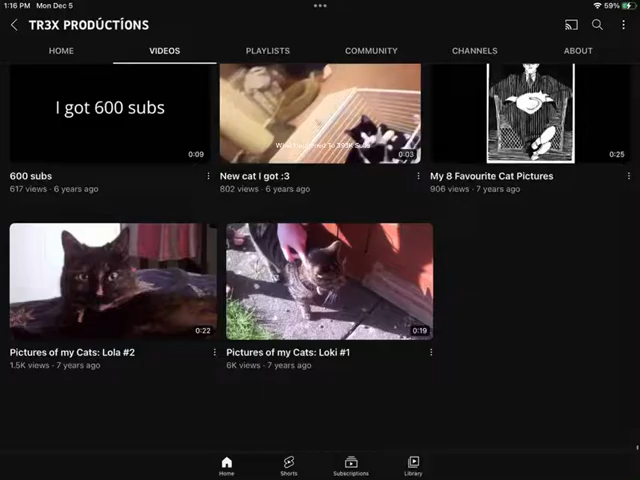 1:16 PM Mon Dec 5
59%
TR3X PRODÚCTÍONS
HOME VIDEOS PLAYLISTS COMMUNITY CHANNELS ABOUT
I got 600 subs
0:09
0:03
0:25
600 subs
617 views · 6 years ago
New cat I got :3
802 views · 6 years ago
My 8 Favourite Cat Pictures
906 views · 7 years ago
0:22
0:19
Pictures of my Cats: Lola #2
1.5K views · 7 years ago
Pictures of my Cats: Loki #1
6K views · 7 years ago
Home Shorts Subscriptions Library